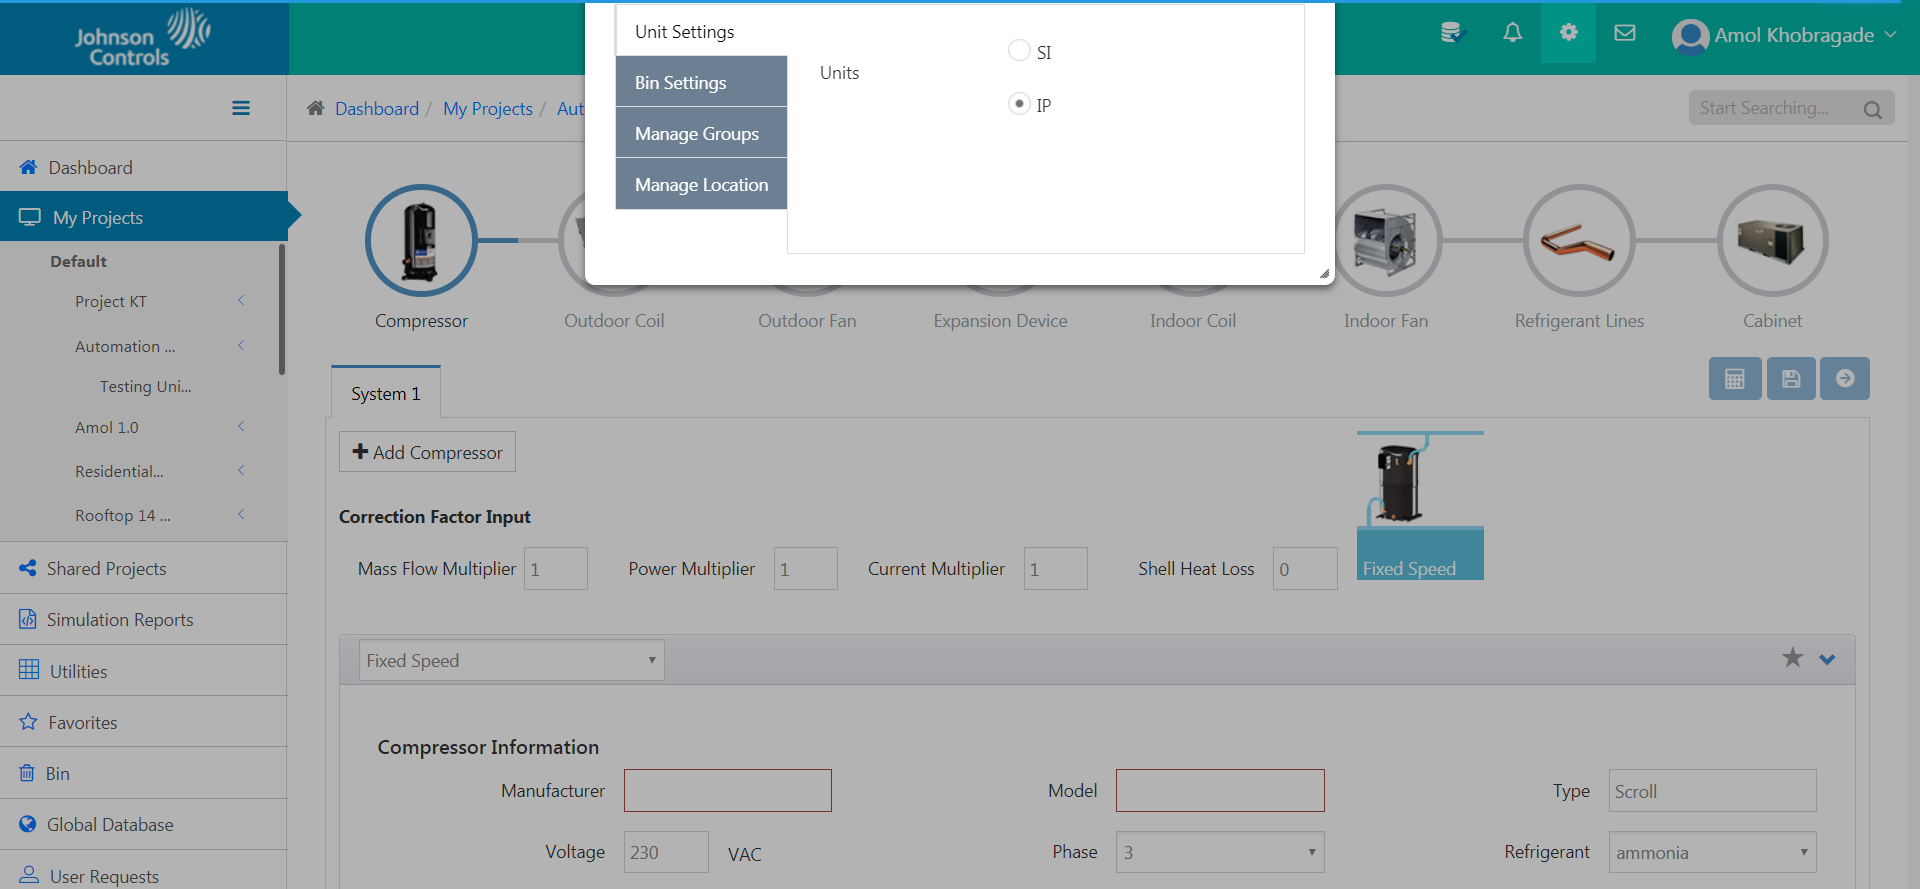 Johnson Controls
Amol Khobragade
Unit Settings
Bin Settings
Manage Groups
Manage Location
Units
SI
IP
Dashboard / My Projects / Aut
Start Searching...
Dashboard
My Projects
Default
Project KT
Automation ...
Testing Uni...
Amol 1.0
Residential...
Rooftop 14 ...
Shared Projects
Simulation Reports
Utilities
Favorites
Bin
Global Database
User Requests
Compressor
Outdoor Coil
Outdoor Fan
Expansion Device
Indoor Coil
Indoor Fan
Refrigerant Lines
Cabinet
System 1
Add Compressor
Correction Factor Input
Mass Flow Multiplier 1 Power Multiplier 1 Current Multiplier 1 Shell Heat Loss 0
Fixed Speed
Fixed Speed
Compressor Information
Manufacturer Model Type Scroll
Voltage 230 VAC Phase 3 Refrigerant ammonia